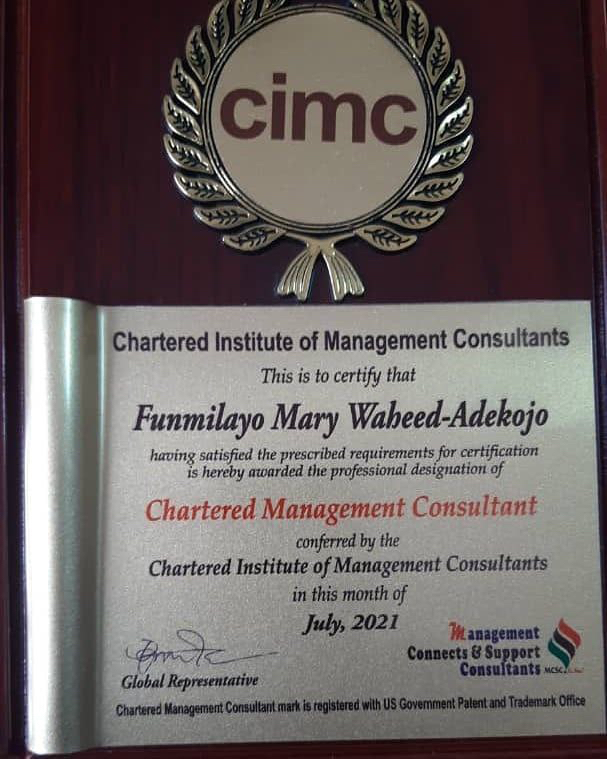 cimc
Chartered Institute of Management Consultants
This is to certify that
Funmilayo Mary Waheed-Adekojo
having satisfied the prescribed requirements for certification
is hereby awarded the professional designation of
Chartered Management Consultant
conferred by the
Chartered Institute of Management Consultants
in this month of
July, 2021
Global Representative
Management
Connects & Support
Consultants
MCSC
Chartered Management Consultant mark is registered with US Government Patent and Trademark Office